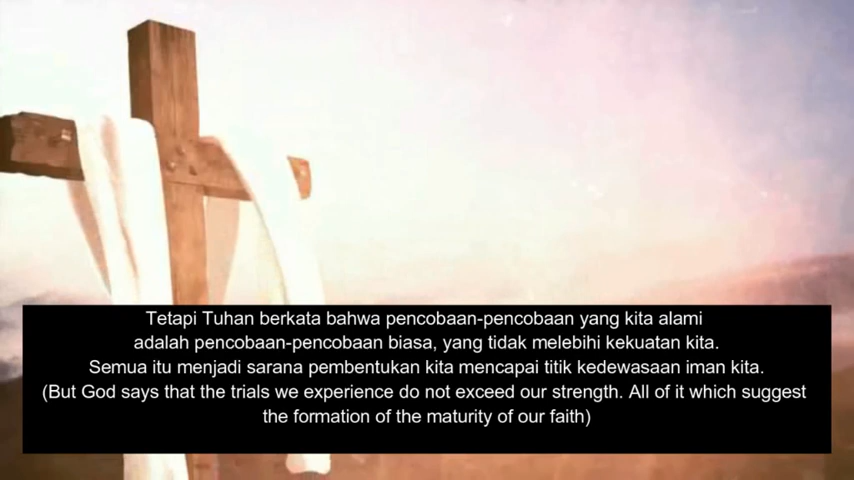 Tetapi Tuhan berkata bahwa pencobaan-pencobaan yang kita alami
adalah pencobaan-pencobaan biasa, yang tidak melebihi kekuatan kita.
Semua itu menjadi sarana pembentukan kita mencapai titik kedewasaan iman kita.
(But God says that the trials we experience do not exceed our strength. All of it which suggest
the formation of the maturity of our faith)